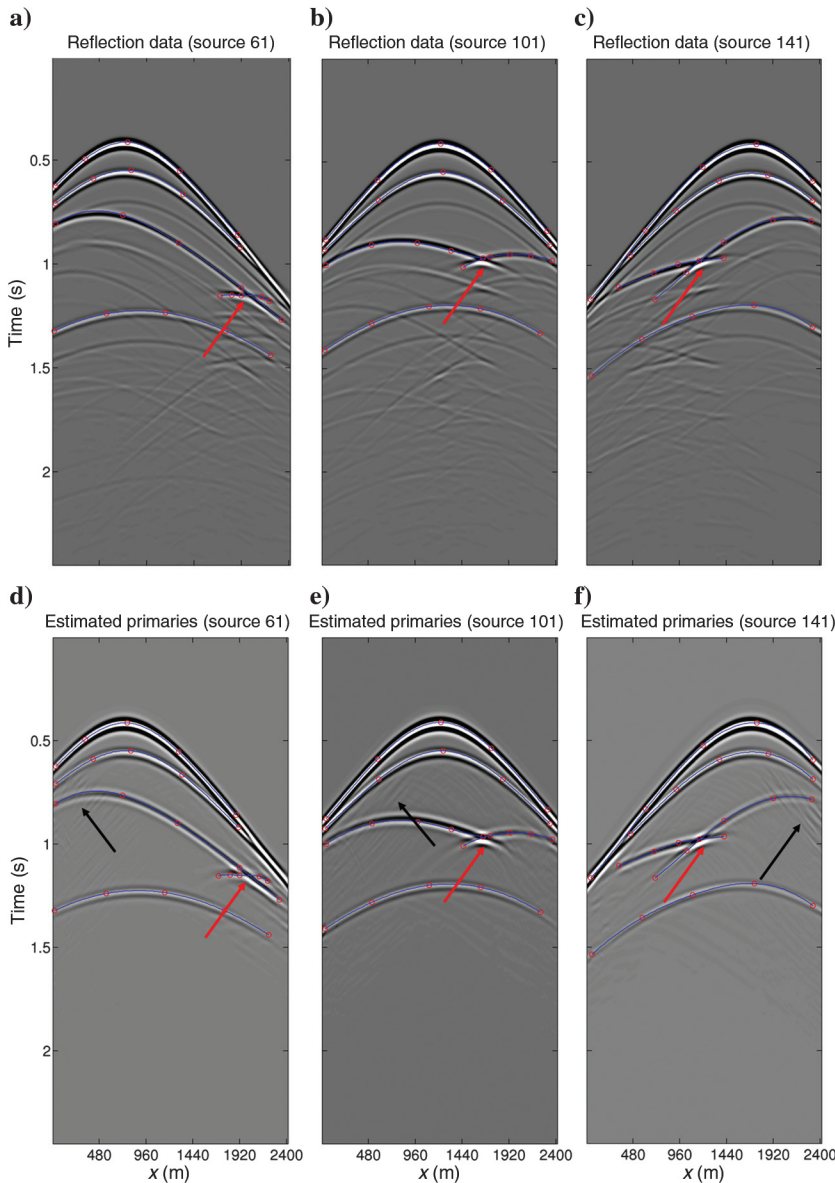 a)
b)
c)
Reflection data (source 61)
Reflection data (source 101)
Reflection data (source 141)
0.5
1
1.5
2
Time (s)
d)
e)
f)
Estimated primaries (source 61)
Estimated primaries (source 101)
Estimated primaries (source 141)
0.5
1
1.5
2
Time (s)
480 960 1440 1920 2400
480 960 1440 1920 2400
480 960 1440 1920 2400
x (m)
x (m)
x (m)